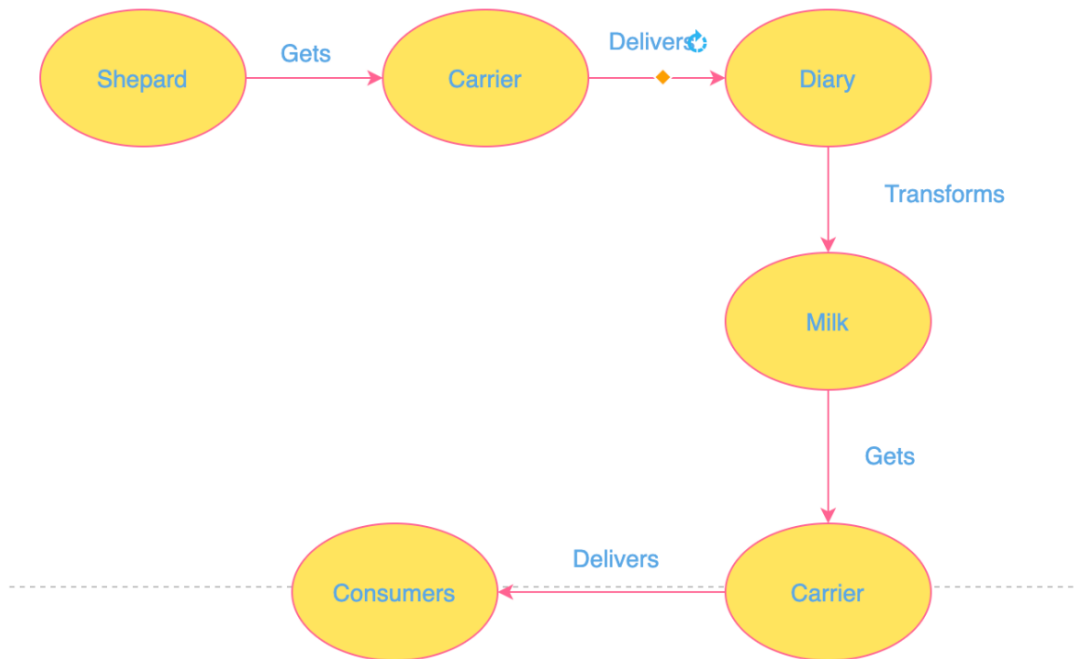 Shepard
Gets
Carrier
Delivers
Diary
Transforms
Milk
Gets
Carrier
Delivers
Consumers